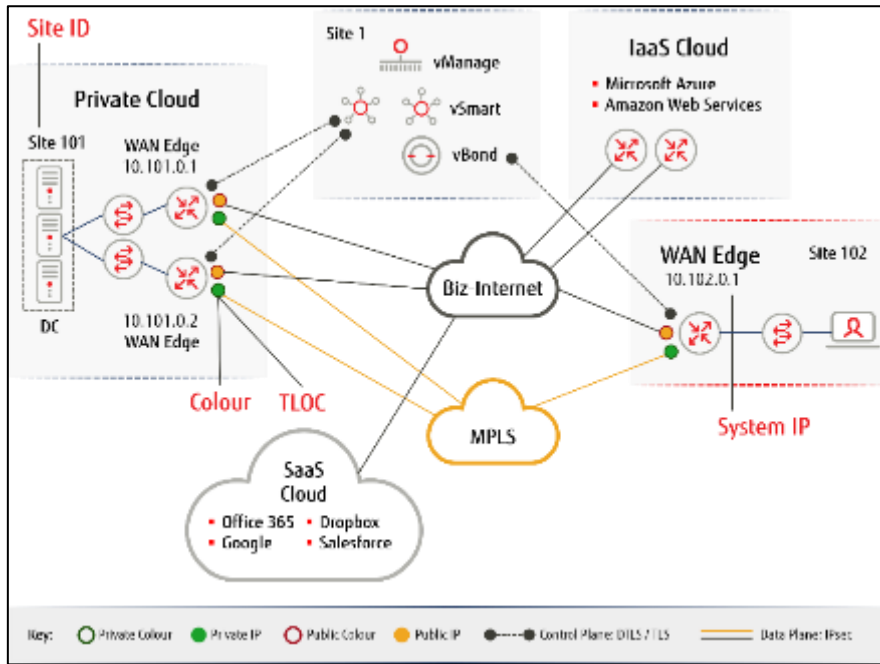 Site ID
Private Cloud
Site 101
WAN Edge
10.101.0.1
DC
10.101.0.2
WAN Edge
Colour
TLOC
Site 1
vManage
vSmart
vBond
IaaS Cloud
▪ Microsoft Azure
▪ Amazon Web Services
Biz-Internet
MPLS
WAN Edge
Site 102
10.102.0.1
System IP
SaaS
Cloud
▪ Office 365 ▪ Dropbox
▪ Google ▪ Salesforce
Key: Private Colour Private IP Public Colour Public IP Control Plane: DTLS / TLS Data Plane: IPsec